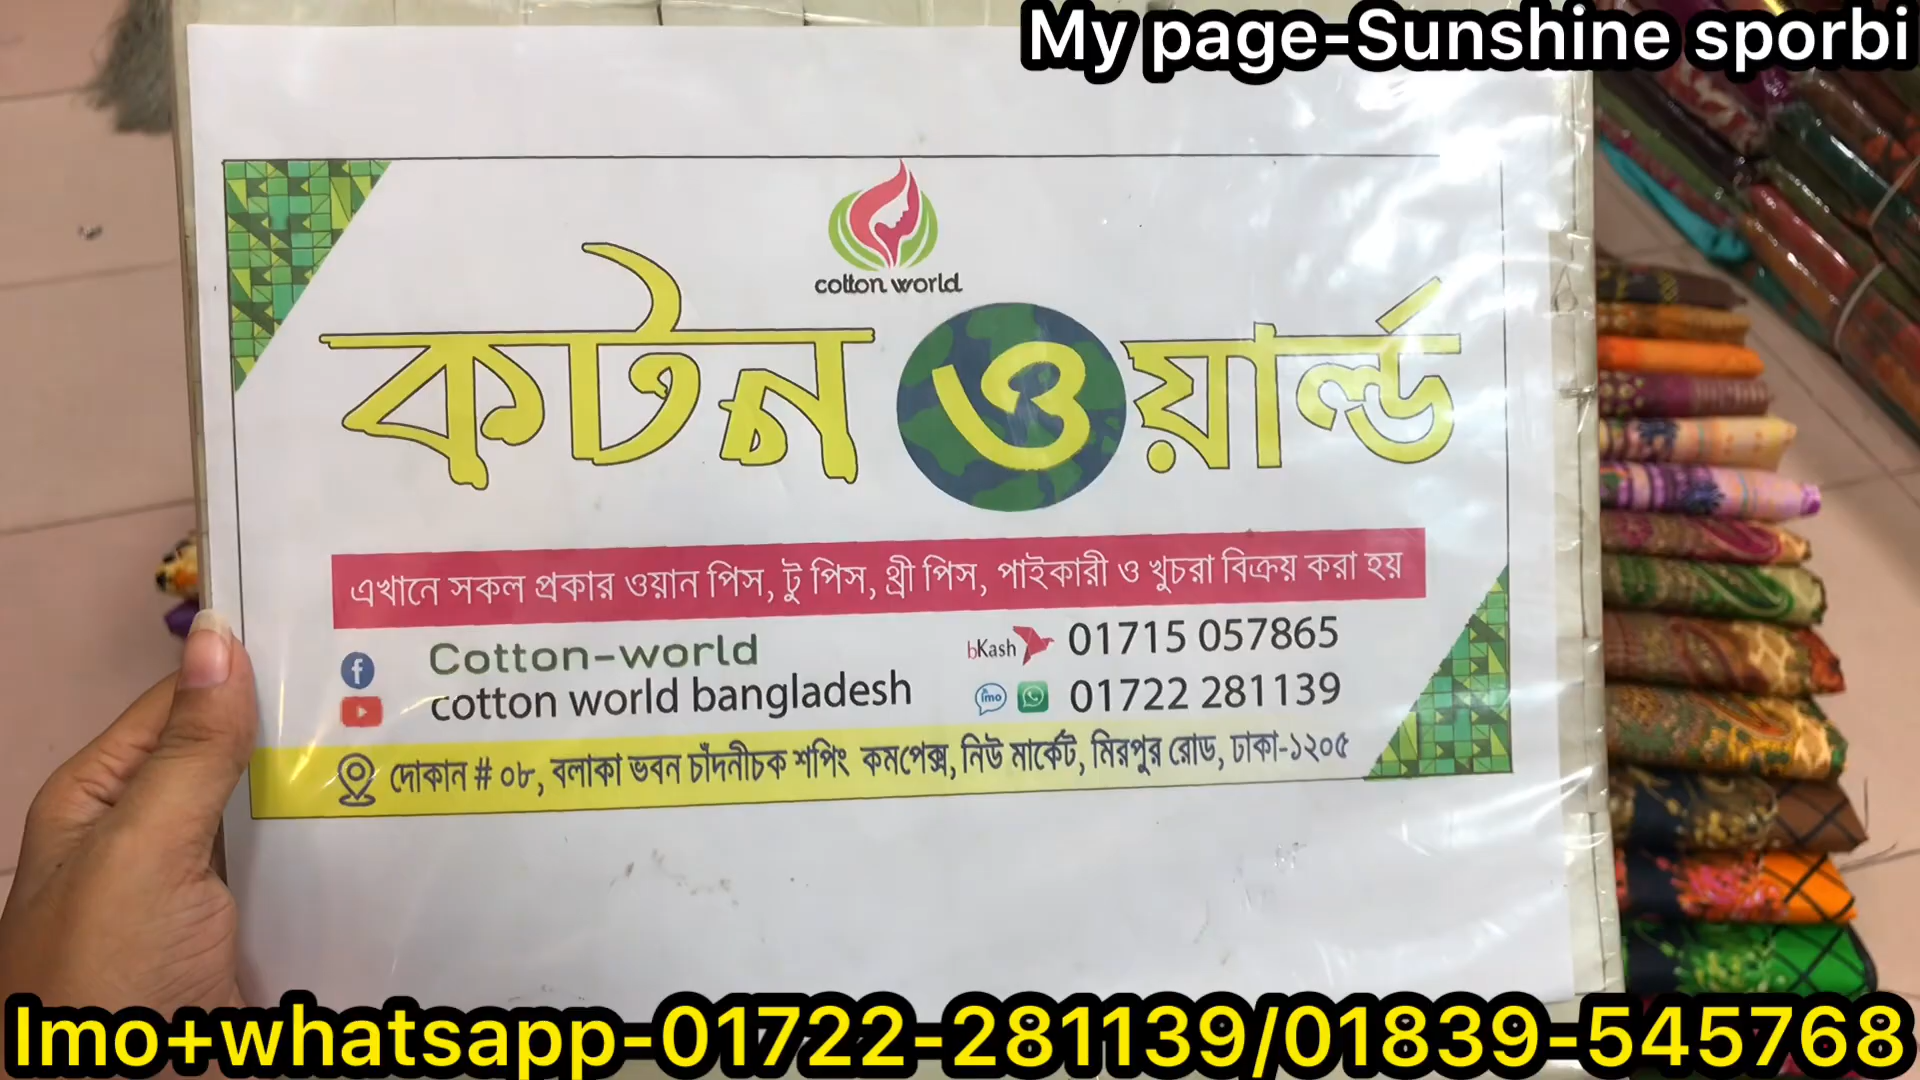 My page-Sunshine sporbi
cotton world
কটন ওয়ার্ল্ড
এখানে সকল প্রকার ওয়ান পিস, টু পিস, থ্রী পিস, পাইকারী ও খুচরা বিক্রয় করা হয়
Cotton-world
bKash 01715 057865
cotton world bangladesh
imo 01722 281139
দোকান # ০৮, বলাকা ভবন চাঁদনীচক শপিং কমপেক্স, নিউ মার্কেট, মিরপুর রোড, ঢাকা-১২০৫
Imo+whatsapp-01722-281139/01839-545768